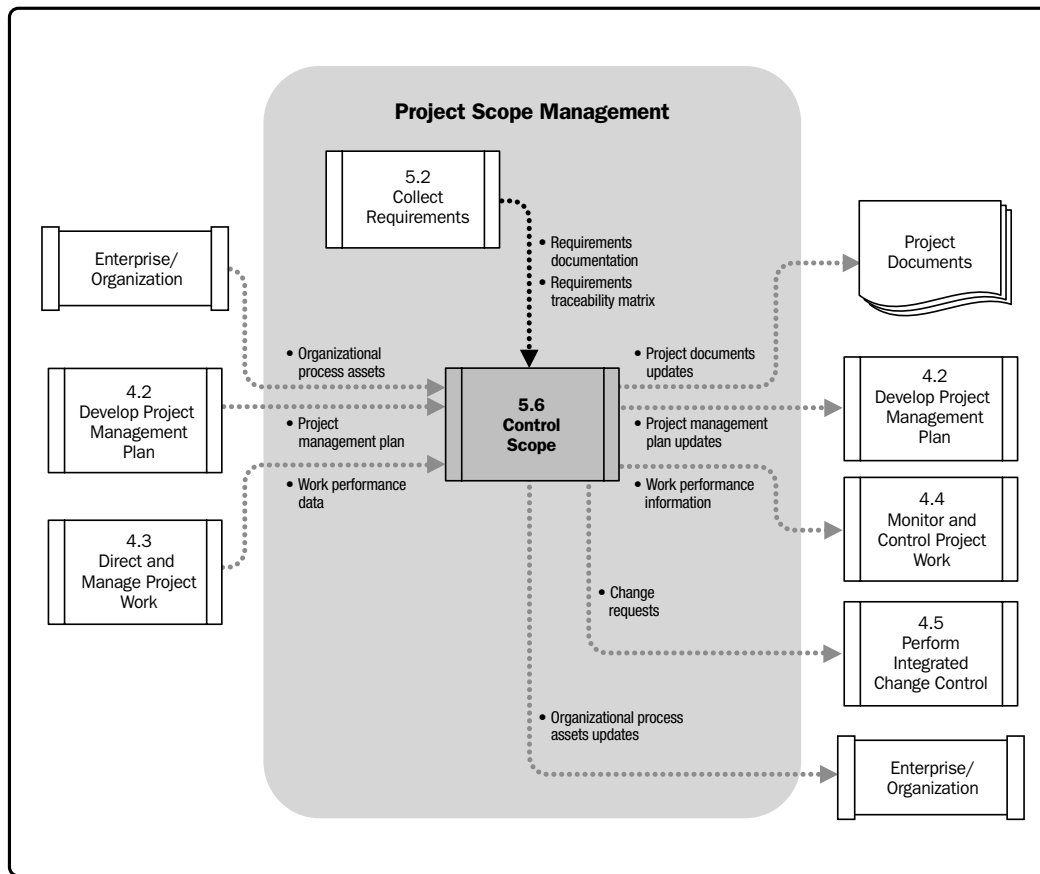 Project Scope Management
5.2
Collect
Requirements
Enterprise/
Organization
• Requirements
documentation
• Requirements
traceability matrix
Project
Documents
• Organizational
process assets
• Project documents
updates
4.2
Develop Project
Management
Plan
• Project
management plan
5.6
Control
Scope
• Project management
plan updates
4.2
Develop Project
Management
Plan
• Work performance
data
• Work performance
information
4.3
Direct and
Manage Project
Work
4.4
Monitor and
Control Project
Work
• Change
requests
4.5
Perform
Integrated
Change Control
• Organizational process
assets updates
Enterprise/
Organization